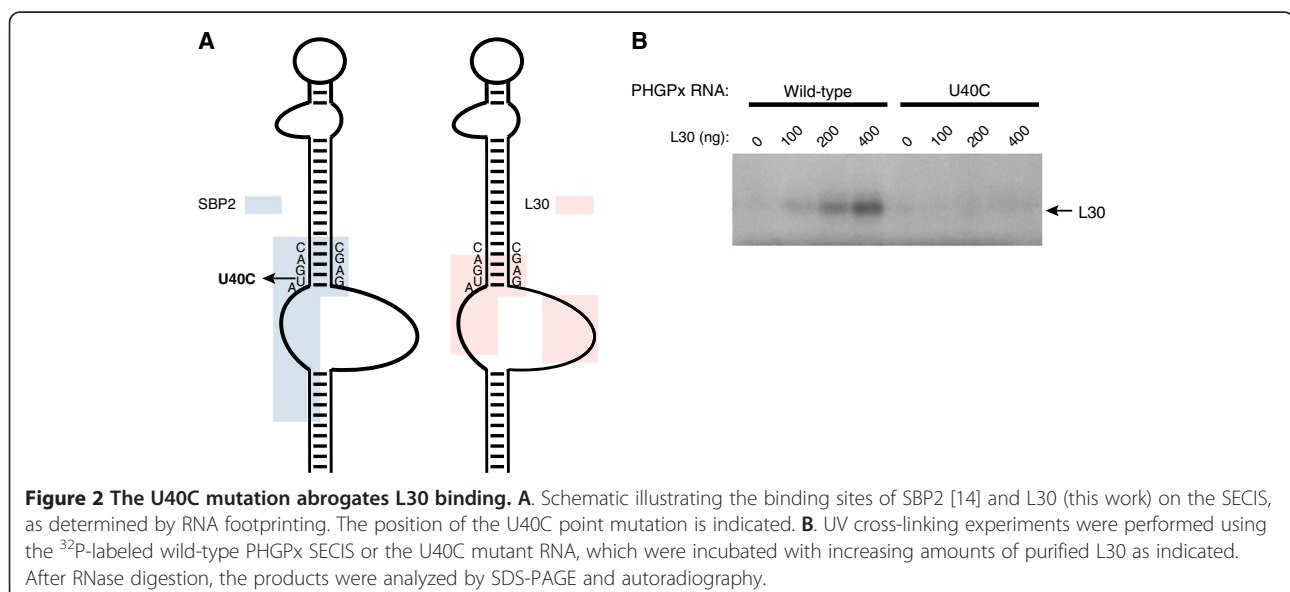 A
B
PHGPx RNA: Wild-type U40C
L30 (ng): 0 100 200 400 0 100 200 400
SBP2
L30
L30
C A G U A
C G A G
U40C
C A G U A
C G A G
Figure 2 The U40C mutation abrogates L30 binding. A. Schematic illustrating the binding sites of SBP2 [14] and L30 (this work) on the SECIS,
as determined by RNA footprinting. The position of the U40C point mutation is indicated. B. UV cross-linking experiments were performed using
the ³²P-labeled wild-type PHGPx SECIS or the U40C mutant RNA, which were incubated with increasing amounts of purified L30 as indicated.
After RNase digestion, the products were analyzed by SDS-PAGE and autoradiography.